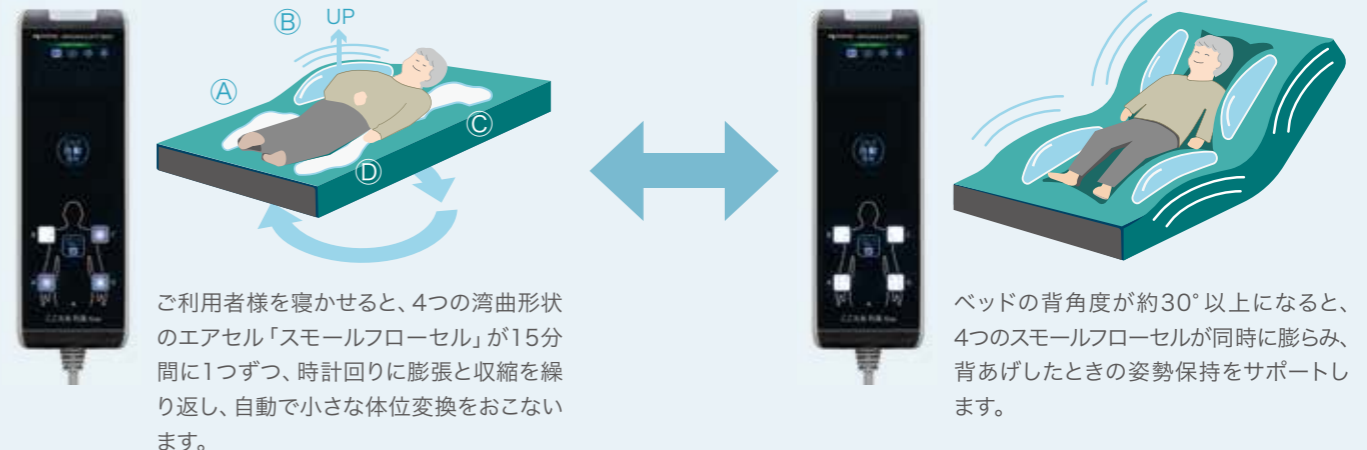 Ⓑ UP
Ⓐ
Ⓒ
Ⓓ
ご利用者様を寝かせると、4つの湾曲形状
のエアセル「スモールフローセル」が15分
間に1つずつ、時計回りに膨張と収縮を繰
り返し、自動で小さな体位変換をおこない
ます。
ベッドの背角度が約30°以上になると、
4つのスモールフローセルが同時に膨らみ、
背あげしたときの姿勢保持をサポートし
ます。